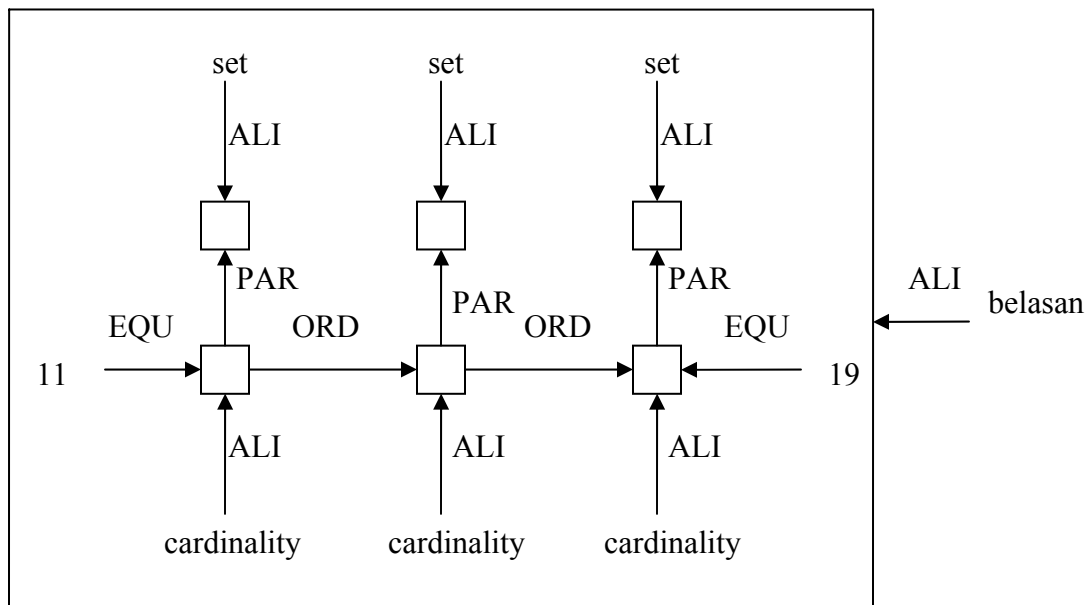 set set set
ALI ALI ALI
PAR PAR PAR
ALI
belasan
EQU ORD ORD EQU
11 19
ALI ALI ALI
cardinality cardinality cardinality